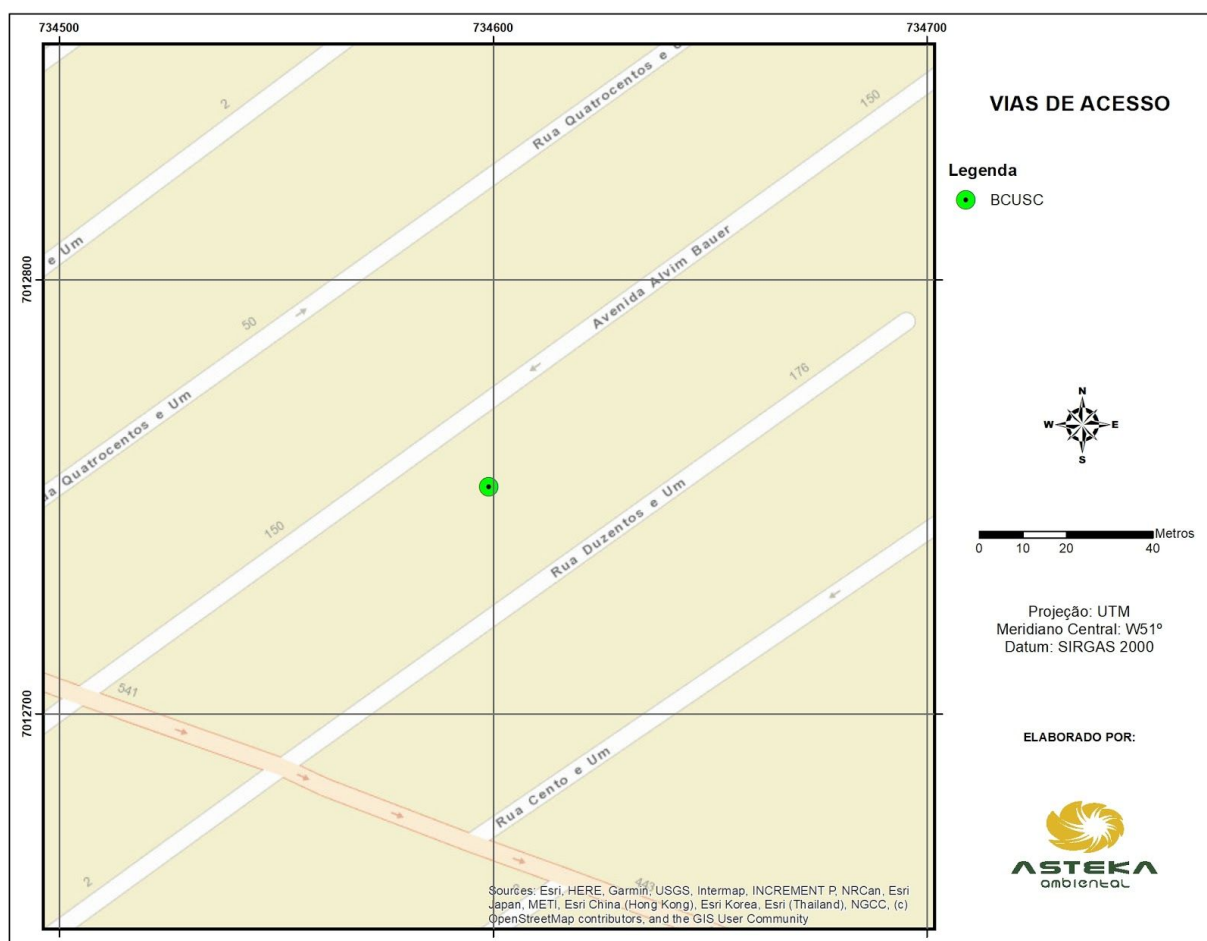 734500
734600
734700
7012800
7012700
2
Rua Quatrocentos e
150
e Um
Avenida Alvim Bauer
50
176
Rua Quatrocentos e Um
150
Rua Duzentos e Um
541
Rua Cento e Um
2
443
Sources: Esri, HERE, Garmin, USGS, Intermap, INCREMENT P, NRCan, Esri
Japan, METI, Esri China (Hong Kong), Esri Korea, Esri (Thailand), NGCC, (c)
OpenStreetMap contributors, and the GIS User Community
VIAS DE ACESSO
Legenda
BCUSC
N
W E
S
Metros
0 10 20 40
Projeção: UTM
Meridiano Central: W51º
Datum: SIRGAS 2000
ELABORADO POR:
ASTEKA
ambiental